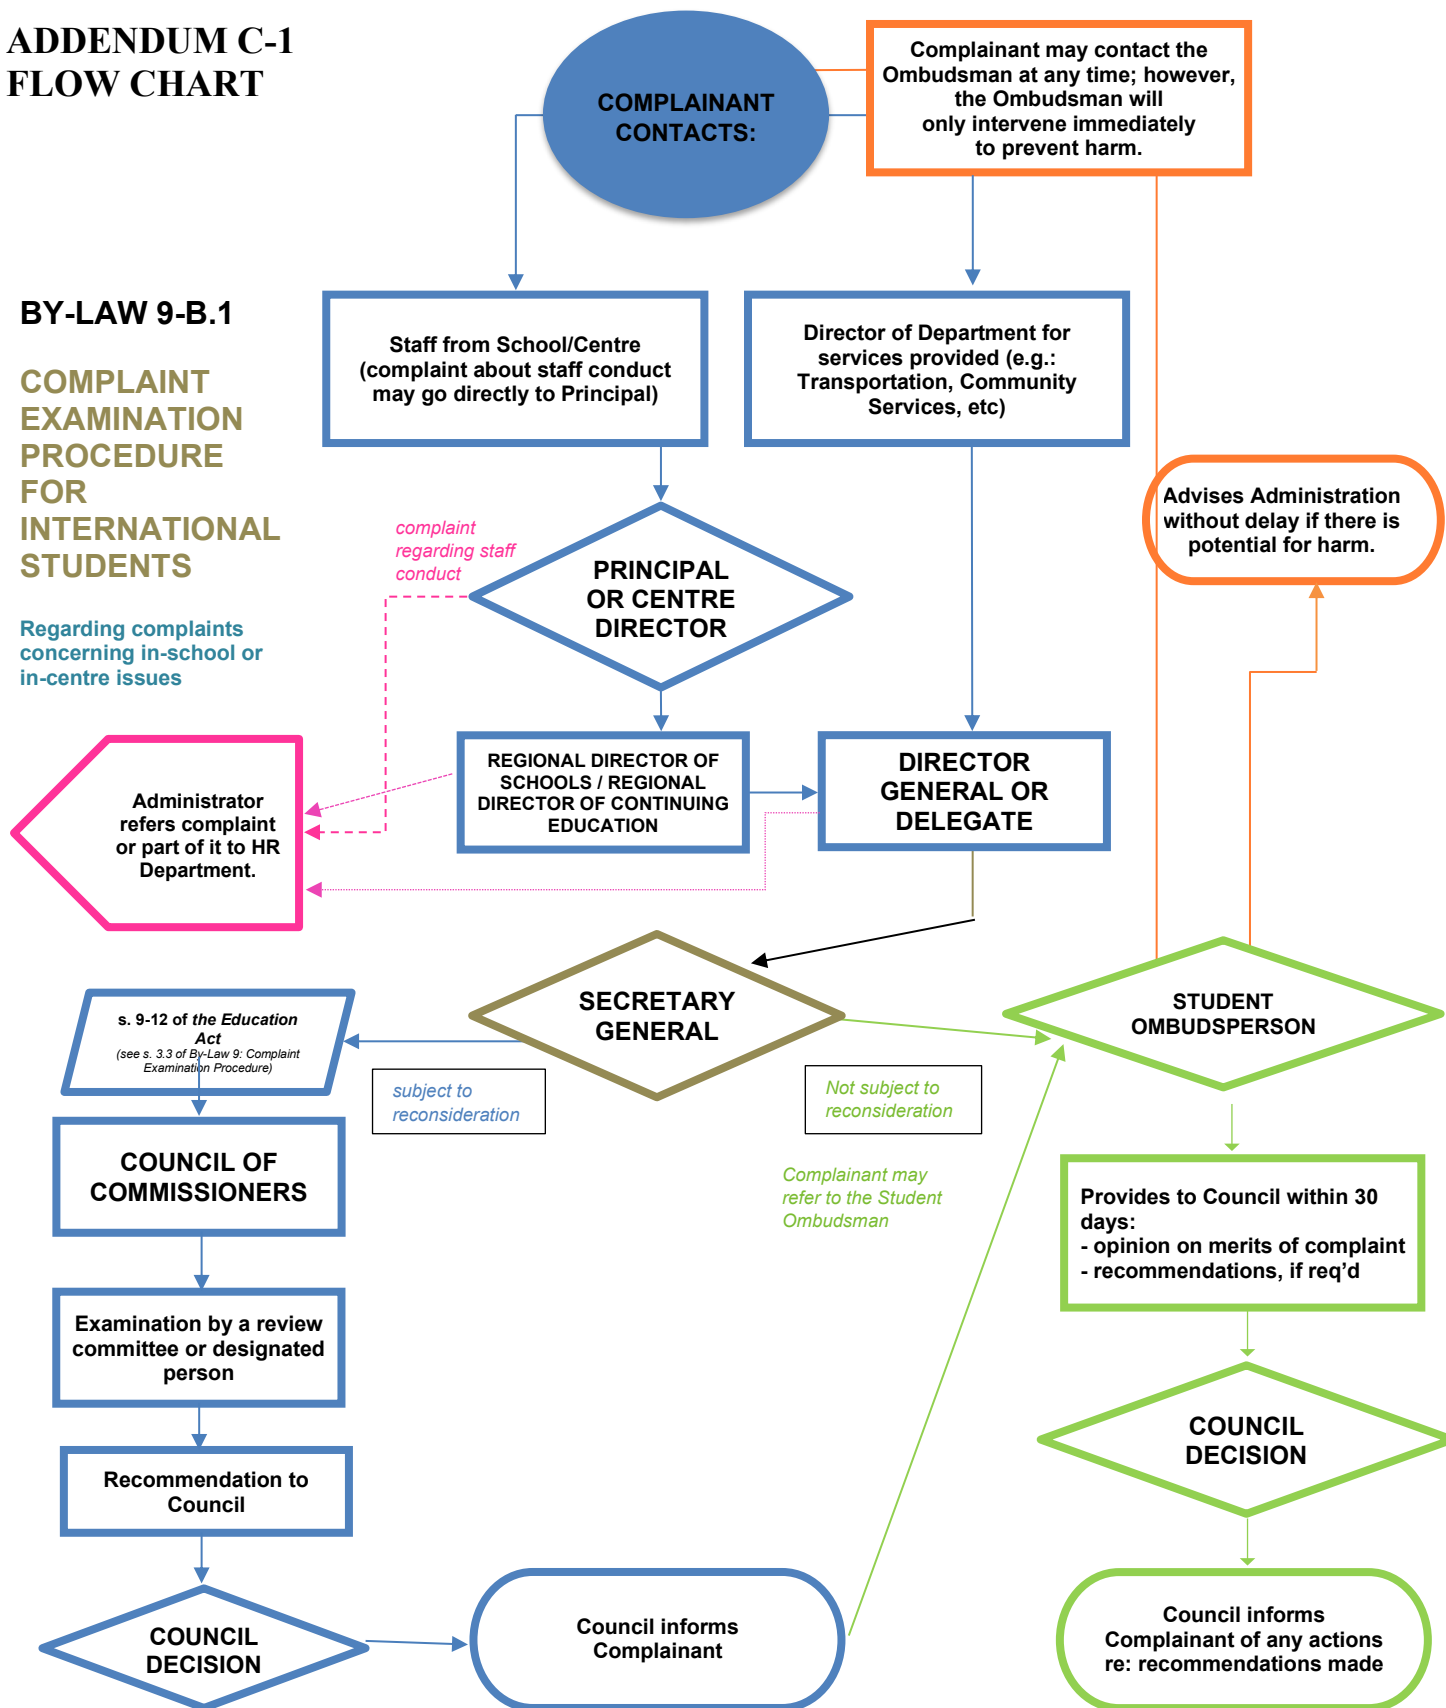 ADDENDUM C-1
FLOW CHART
COMPLAINANT
CONTACTS:
Complainant may contact the
Ombudsman at any time; however,
the Ombudsman will
only intervene immediately
to prevent harm.
BY-LAW 9-B.1
COMPLAINT
EXAMINATION
PROCEDURE
FOR
INTERNATIONAL
STUDENTS
Regarding complaints
concerning in-school or
in-centre issues
Staff from School/Centre
(complaint about staff conduct
may go directly to Principal)
Director of Department for
services provided (e.g.:
Transportation, Community
Services, etc)
Advises Administration
without delay if there is
potential for harm.
complaint
regarding staff
conduct
PRINCIPAL
OR CENTRE
DIRECTOR
Administrator
refers complaint
or part of it to HR
Department.
REGIONAL DIRECTOR OF
SCHOOLS / REGIONAL
DIRECTOR OF CONTINUING
EDUCATION
DIRECTOR
GENERAL OR
DELEGATE
SECRETARY
GENERAL
STUDENT
OMBUDSPERSON
s. 9-12 of the Education
Act
(see s. 3.3 of By-Law 9: Complaint
Examination Procedure)
subject to
reconsideration
Not subject to
reconsideration
Complainant may
refer to the Student
Ombudsman
COUNCIL OF
COMMISSIONERS
Provides to Council within 30
days:
- opinion on merits of complaint
- recommendations, if req’d
Examination by a review
committee or designated
person
Recommendation to
Council
COUNCIL
DECISION
COUNCIL
DECISION
Council informs
Complainant
Council informs
Complainant of any actions
re: recommendations made